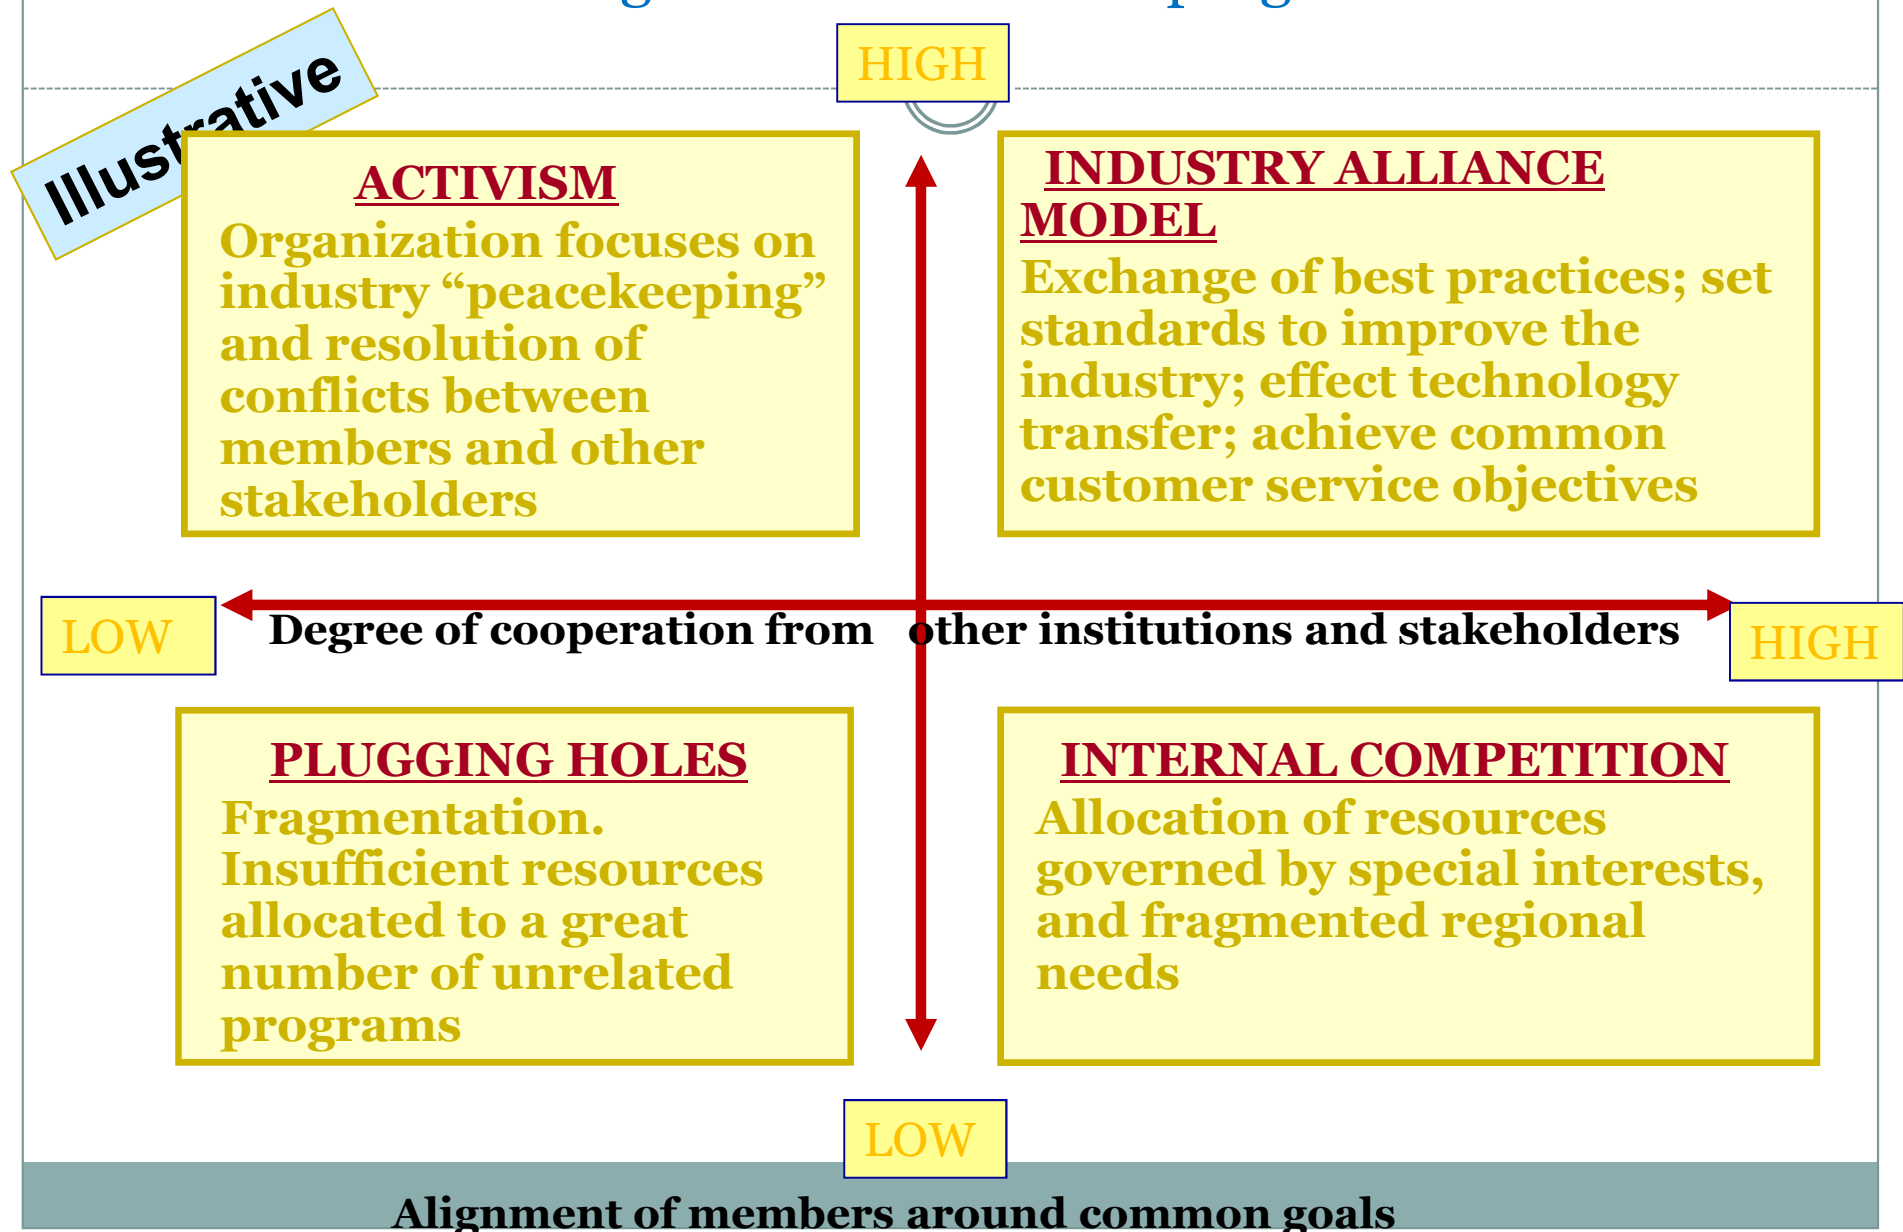 HIGH
Illustrative
ACTIVISM
Organization focuses on
industry “peacekeeping”
and resolution of
conflicts between
members and other
stakeholders
INDUSTRY ALLIANCE
MODEL
Exchange of best practices; set
standards to improve the
industry; effect technology
transfer; achieve common
customer service objectives
LOW
Degree of cooperation from other institutions and stakeholders
HIGH
PLUGGING HOLES
Fragmentation.
Insufficient resources
allocated to a great
number of unrelated
programs
INTERNAL COMPETITION
Allocation of resources
governed by special interests,
and fragmented regional
needs
LOW
Alignment of members around common goals